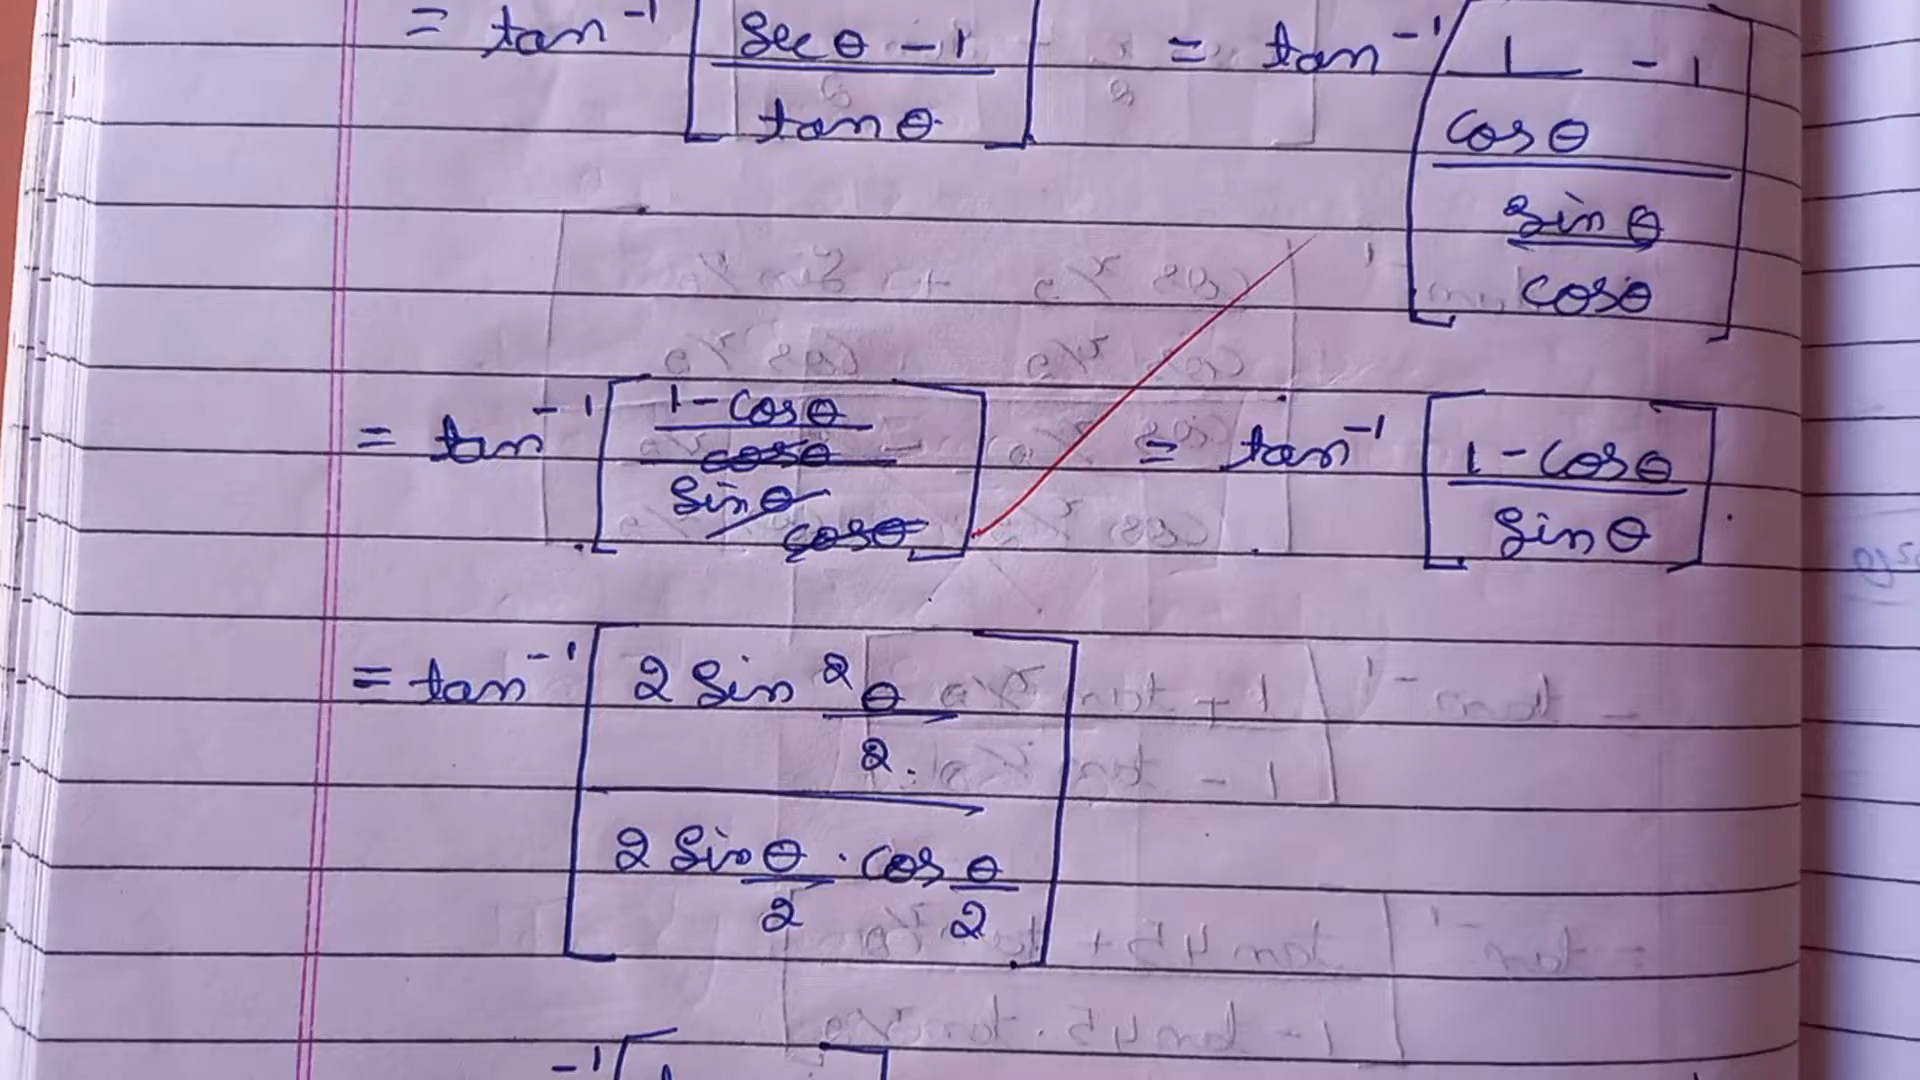 = tan⁻¹ [ (sec θ - 1) / tan θ ] = tan⁻¹ [ (1 / cos θ - 1) / (sin θ / cos θ) ]
= tan⁻¹ [ ((1 - cos θ) / cos θ) / (sin θ / cos θ) ] = tan⁻¹ [ (1 - cos θ) / sin θ ]
= tan⁻¹ [ (2 sin² θ/2) / (2 sin θ/2 · cos θ/2) ]
-1